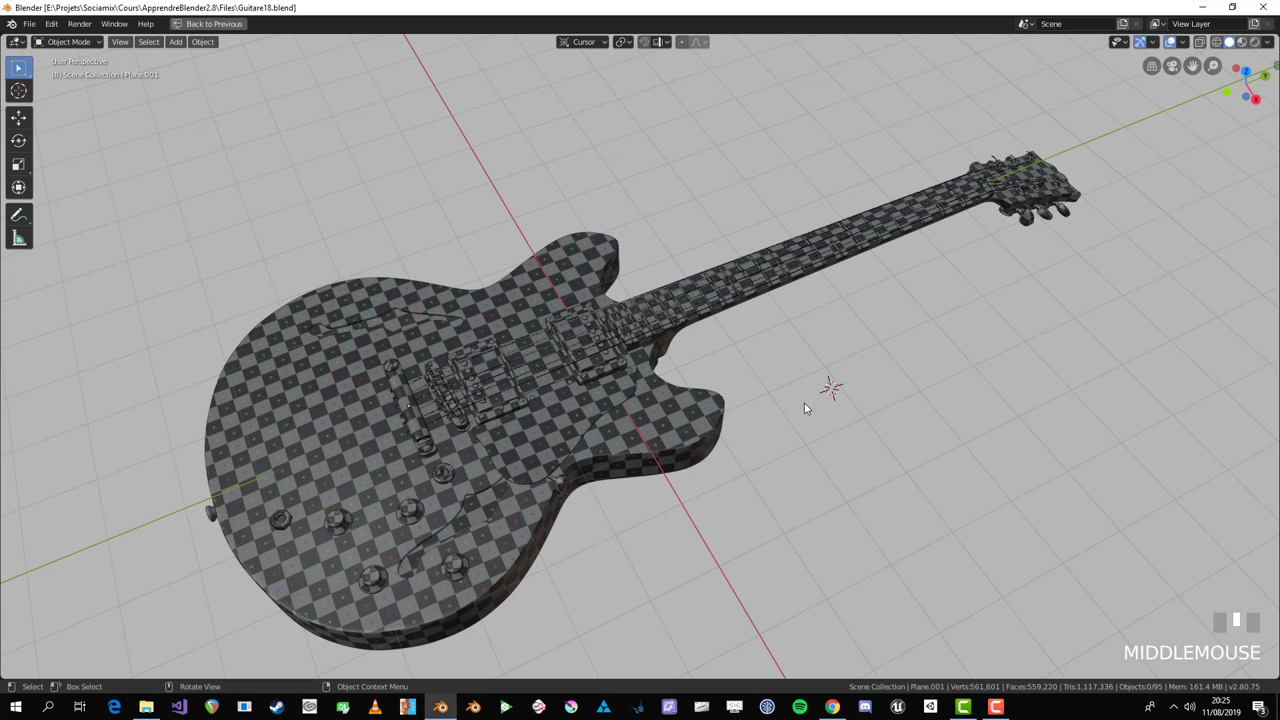 Blender [E:\Projets\Sociamix\Cours\ApprendreBlender2.8\Files\Guitare18.blend]
File Edit Render Window Help Back to Previous Scene View Layer
Object Mode View Select Add Object Cursor
User Perspective
(8) Scene Collection | Plane.001
Z
Y
X
MIDDLEMOUSE
Select Box Select Rotate View Object Context Menu Scene Collection | Plane.001 | Verts:561,601 | Faces:559,220 | Tris:1,117,336 | Objects:0/95 | Mem: 161.4 MB | v2.80.75
20:25
11/08/2019